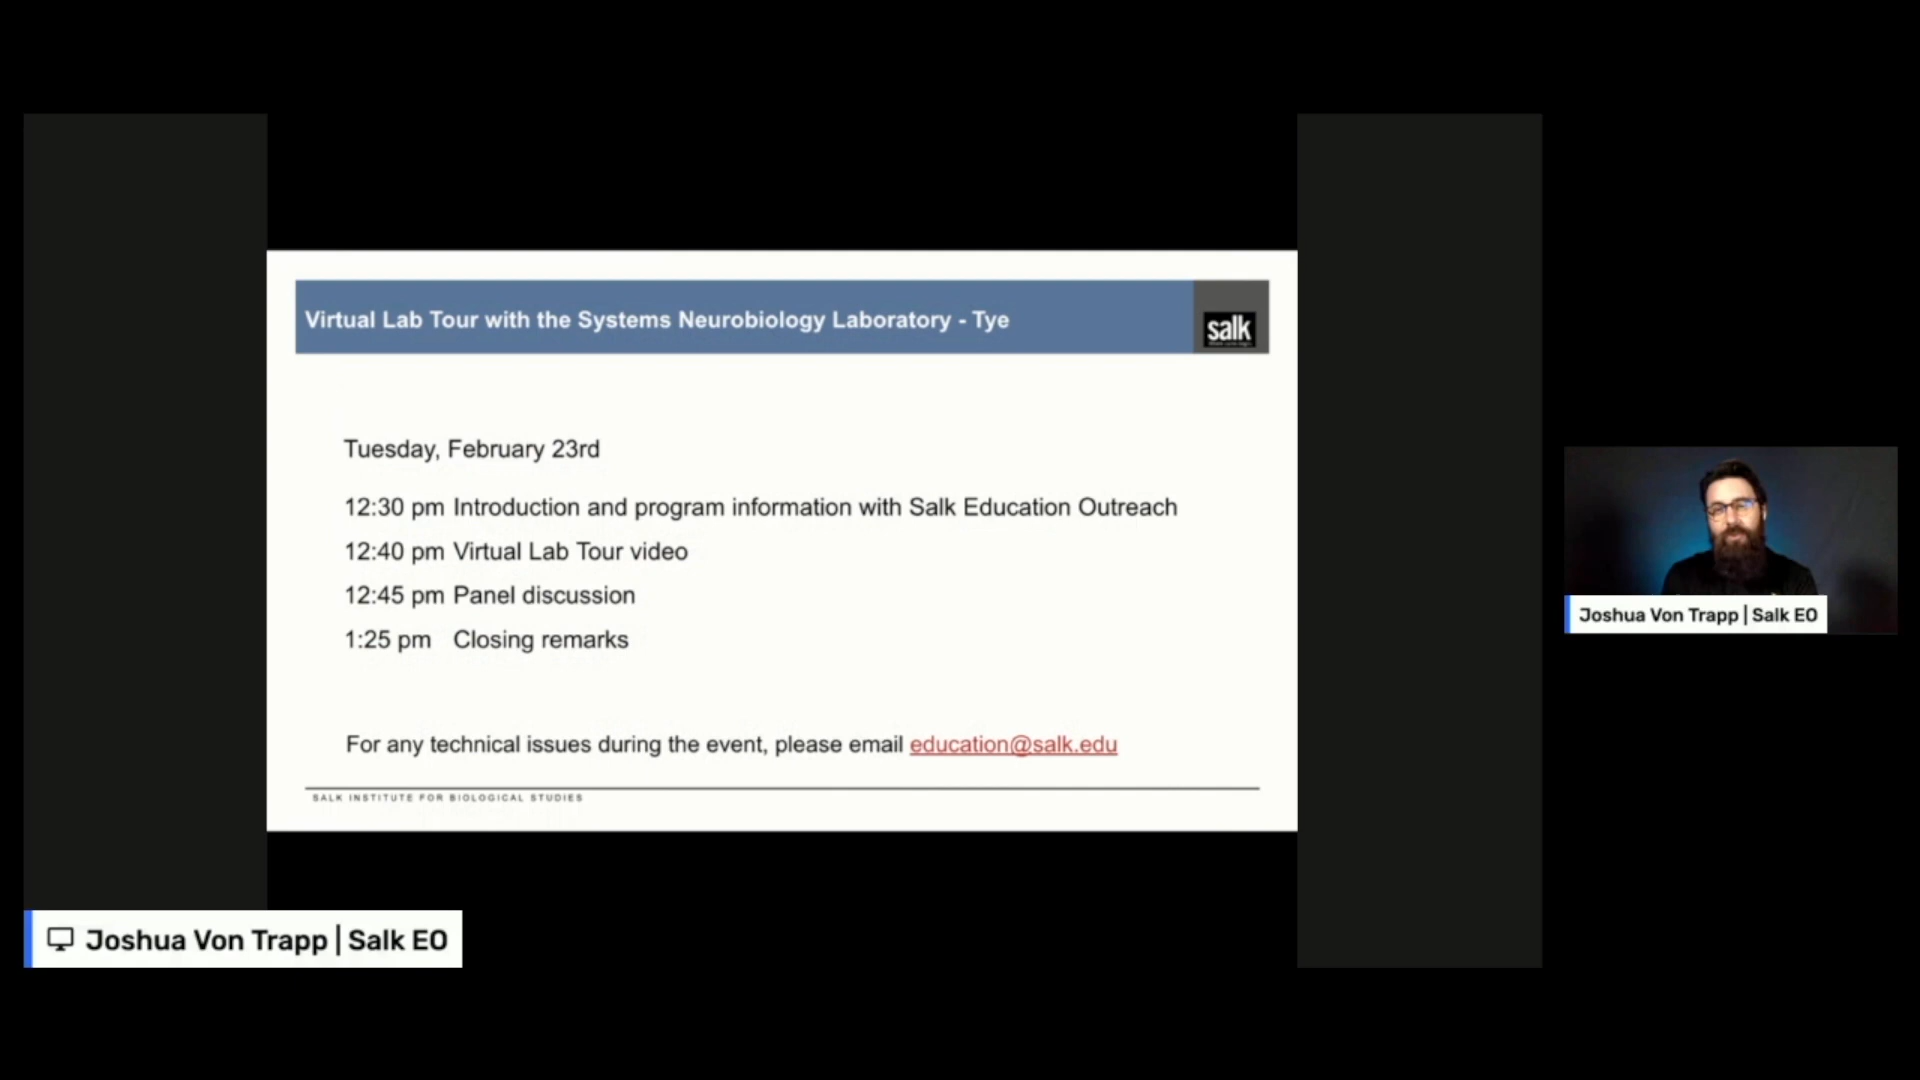 Virtual Lab Tour with the Systems Neurobiology Laboratory - Tye
salk
Tuesday, February 23rd
12:30 pm Introduction and program information with Salk Education Outreach
12:40 pm Virtual Lab Tour video
12:45 pm Panel discussion
1:25 pm Closing remarks
For any technical issues during the event, please email education@salk.edu
SALK INSTITUTE FOR BIOLOGICAL STUDIES
Joshua Von Trapp | Salk EO
Joshua Von Trapp | Salk EO